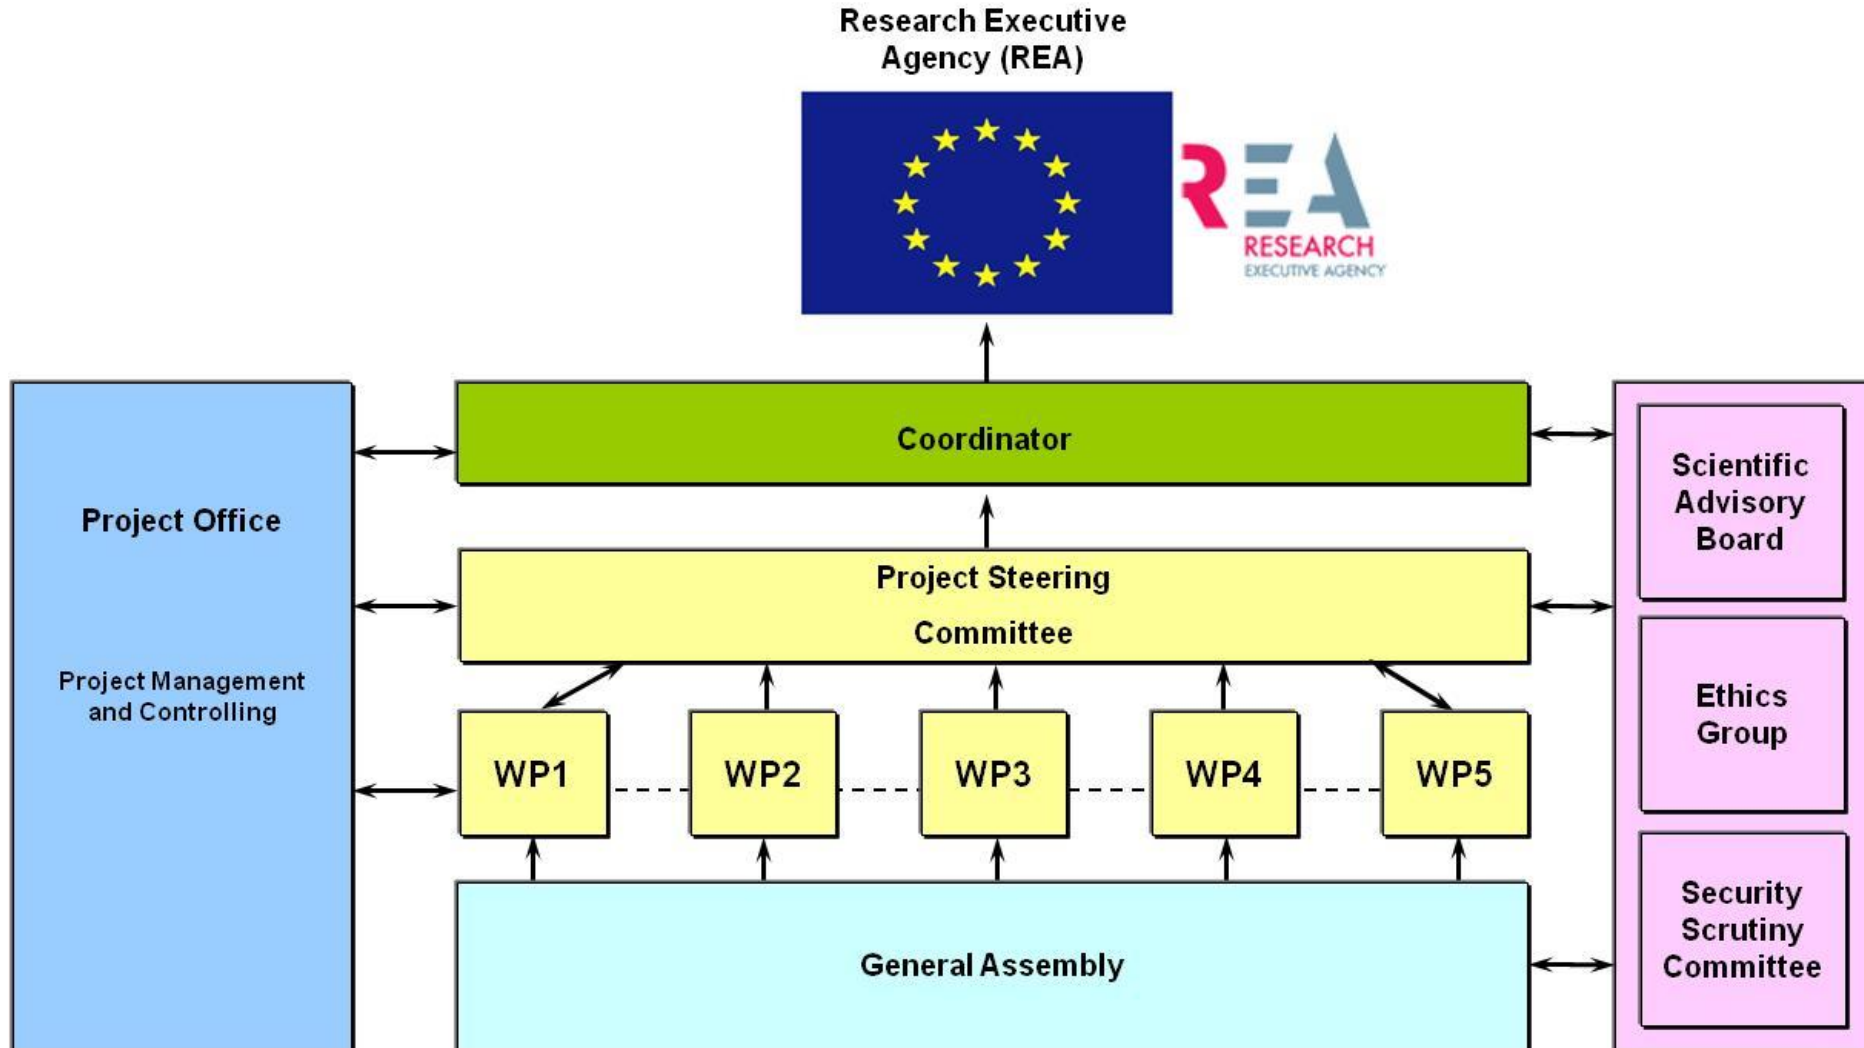 Research Executive
Agency (REA)
REA
RESEARCH
EXECUTIVE AGENCY
Coordinator
Project Office
Project Management
and Controlling
Project Steering
Committee
WP1
WP2
WP3
WP4
WP5
General Assembly
Scientific
Advisory
Board
Ethics
Group
Security
Scrutiny
Committee